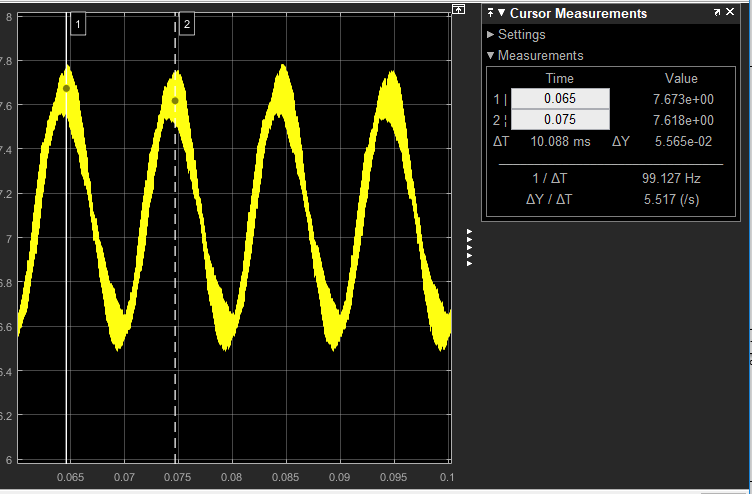 8
1
2
7.8
7.6
7.4
7.2
7
6.8
6.6
6.4
6.2
6
0.065 0.07 0.075 0.08 0.085 0.09 0.095 0.1
Cursor Measurements
Settings
Measurements
Time Value
1 | 0.065 7.673e+00
2 ¦ 0.075 7.618e+00
ΔT 10.088 ms ΔY 5.565e-02
1 / ΔT 99.127 Hz
ΔY / ΔT 5.517 (/s)